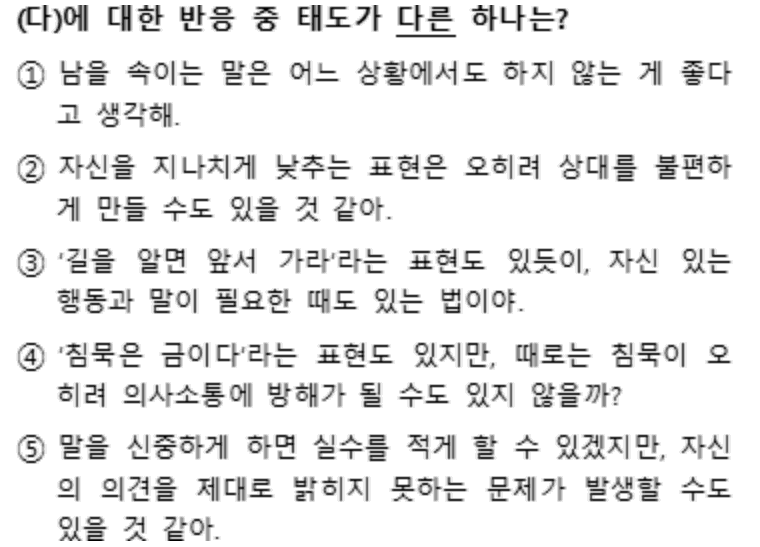 (다)에 대한 반응 중 태도가 다른 하나는?
① 남을 속이는 말은 어느 상황에서도 하지 않는 게 좋다
고 생각해.
② 자신을 지나치게 낮추는 표현은 오히려 상대를 불편하
게 만들 수도 있을 것 같아.
③ ‘길을 알면 앞서 가라’라는 표현도 있듯이, 자신 있는
행동과 말이 필요한 때도 있는 법이야.
④ ‘침묵은 금이다’라는 표현도 있지만, 때로는 침묵이 오
히려 의사소통에 방해가 될 수도 있지 않을까?
⑤ 말을 신중하게 하면 실수를 적게 할 수 있겠지만, 자신
의 의견을 제대로 밝히지 못하는 문제가 발생할 수도
있을 것 같아.